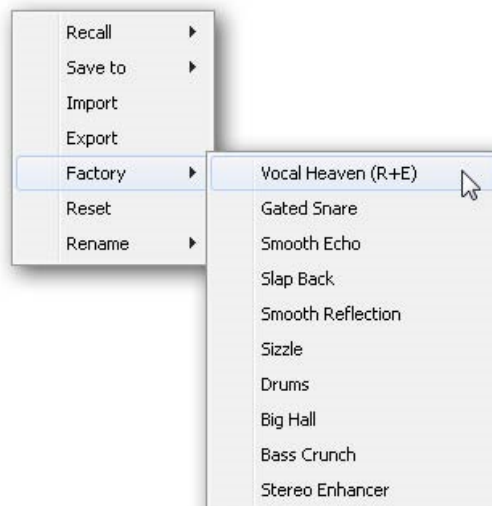 Recall
Save to
Import
Export
Factory
Reset
Rename
Vocal Heaven (R+E)
Gated Snare
Smooth Echo
Slap Back
Smooth Reflection
Sizzle
Drums
Big Hall
Bass Crunch
Stereo Enhancer